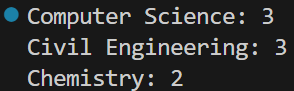 Computer Science: 3
Civil Engineering: 3
Chemistry: 2